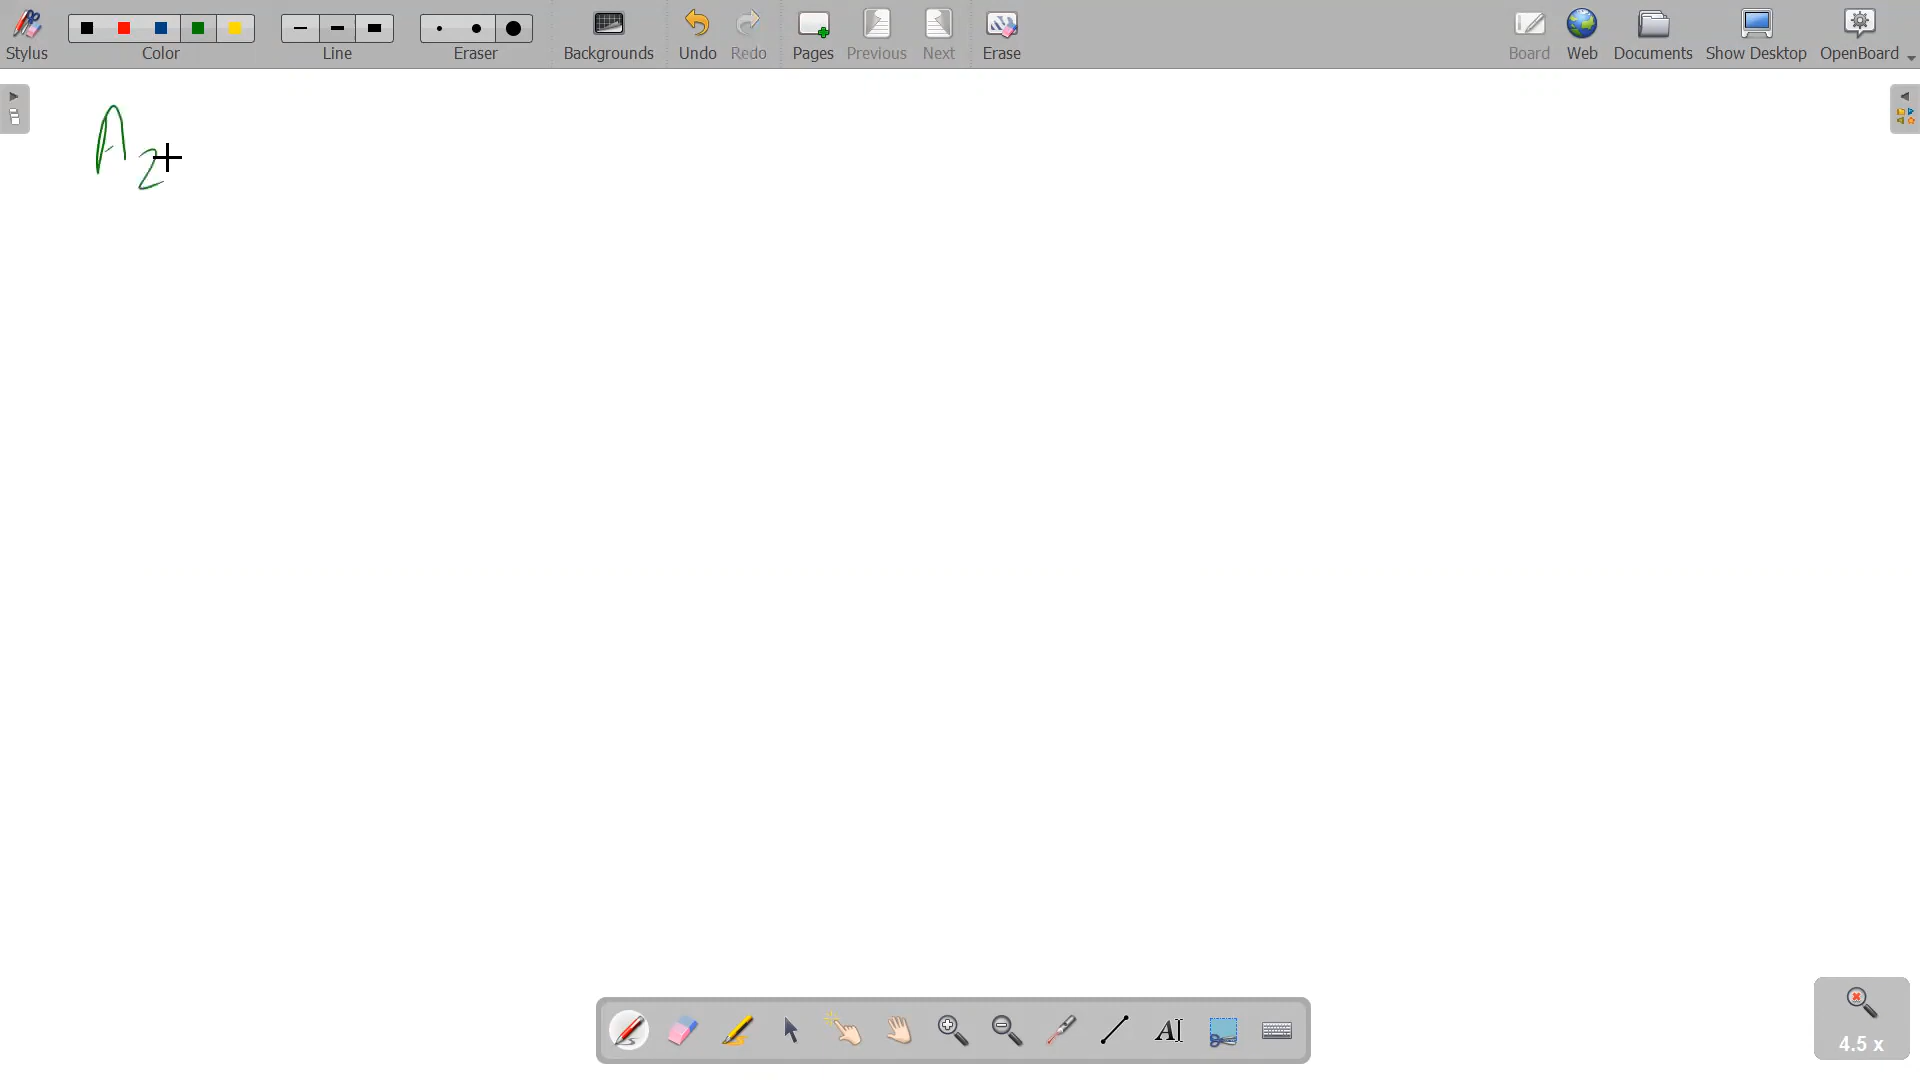 Stylus Color Line Eraser Backgrounds Undo Redo Pages Previous Next Erase Board Web Documents Show Desktop OpenBoard
A2
4.5 x